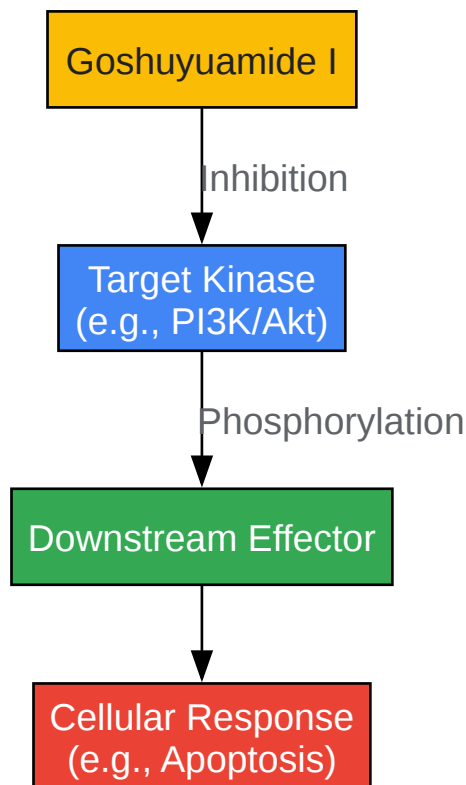 Goshuyuamide I
Inhibition
Target Kinase
(e.g., PI3K/Akt)
Phosphorylation
Downstream Effector
Cellular Response
(e.g., Apoptosis)